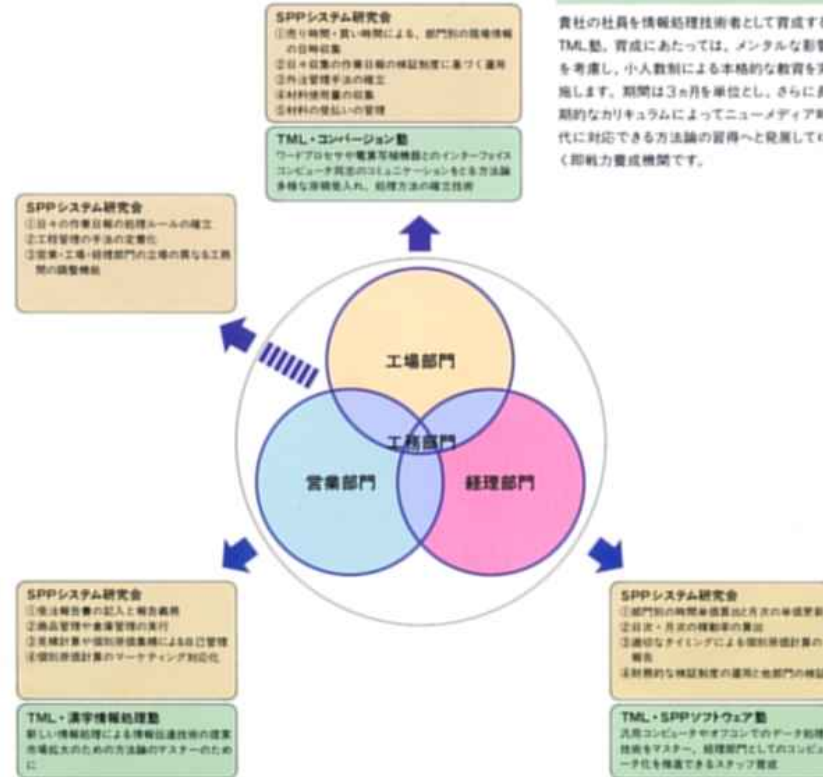 SPPシステム研究会
①売り時間・買い時間による、部門別の現場情報
の日時収集
②日々収集の作業日報の検証制度に基づく運用
③外注管理手法の確立
④材料使用量の収集
⑤材料の受払いの管理
TML・コンバージョン塾
ワードプロセサや電算写植機器とのインターフェイス
コンピュータ同志のコミュニケーションをとる方法論
多様な原稿受入れ、処理方法の確立技術
貴社の社員を情報処理技術者として育成する
TML塾。育成にあたっては、メンタルな影響
を考慮し、小人数制による本格的な教育を実
施します。期間は3ヵ月を単位とし、さらに長
期的なカリキュラムによってニューメディア時
代に対応できる方法論の習得へと発展してゆ
く即戦力養成機関です。
SPPシステム研究会
①日々の作業日報の処理ルールの確立
②工程管理の手法の定着化
③営業・工場・経理部門の立場の異なる工務
間の調整機能
工場部門
工務部門
営業部門
経理部門
SPPシステム研究会
報告書の記入と報告義務
②商品管理や倉庫管理の実行
③見積計算や個別原価集積による自己管理
④個別原価計算のマーケティング対応化
TML・漢字情報処理塾
新しい情報処理による情報伝達技術の提案
市場拡大のための方法論のマスターのため
に
SPPシステム研究会
①部門別の時間単価算出と月次の単価更新
②日次・月次の稼動率の算出
③適切なタイミングによる個別原価計算の
報告
④財務的な検証制度の運用と他部門の検証
TML・SPPソフトウェア塾
汎用コンピュータやオフコンでのデータ処理
技術をマスター、経理部門としてのコンピュ
ータ化を推進できるスタッフ育成